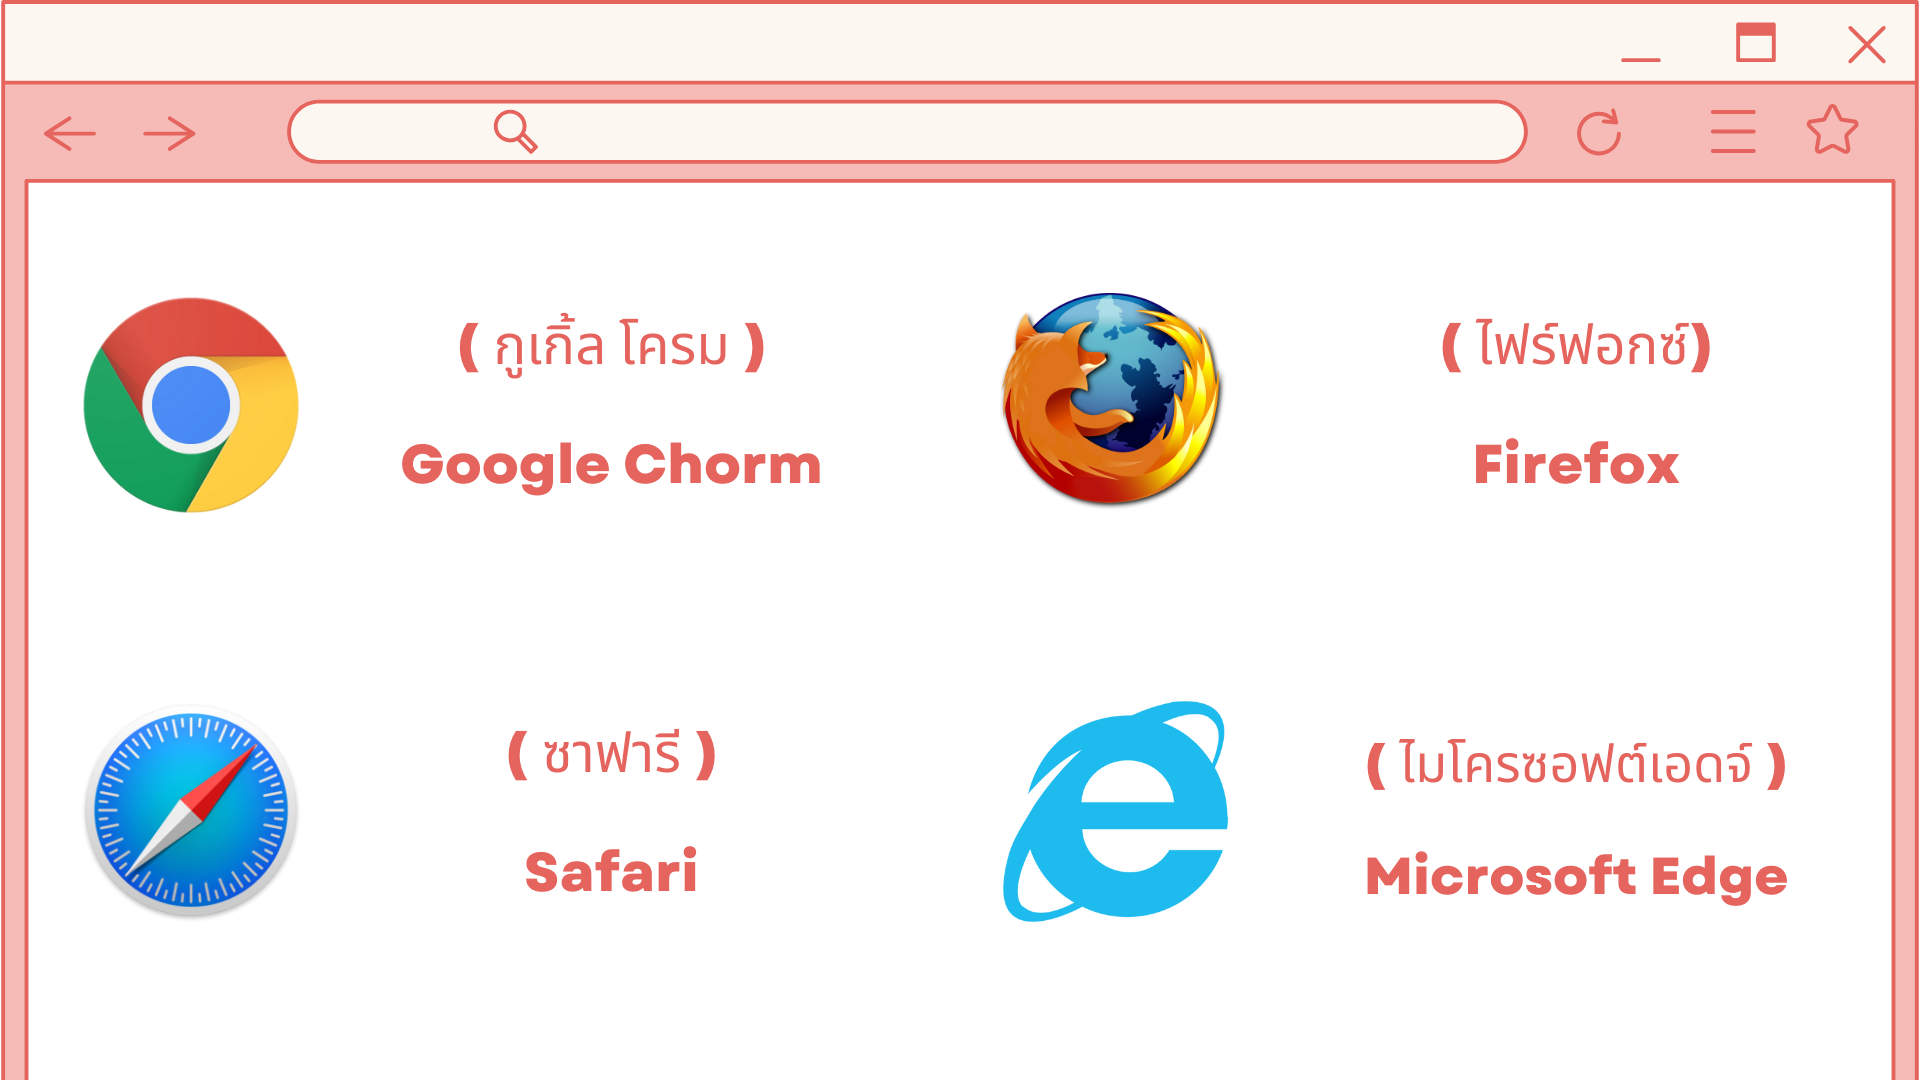 ( กูเกิ้ล โครม )
Google Chorm
( ไฟร์ฟอกซ์)
Firefox
( ซาฟารี )
Safari
( ไมโครซอฟต์เอดจ์ )
Microsoft Edge